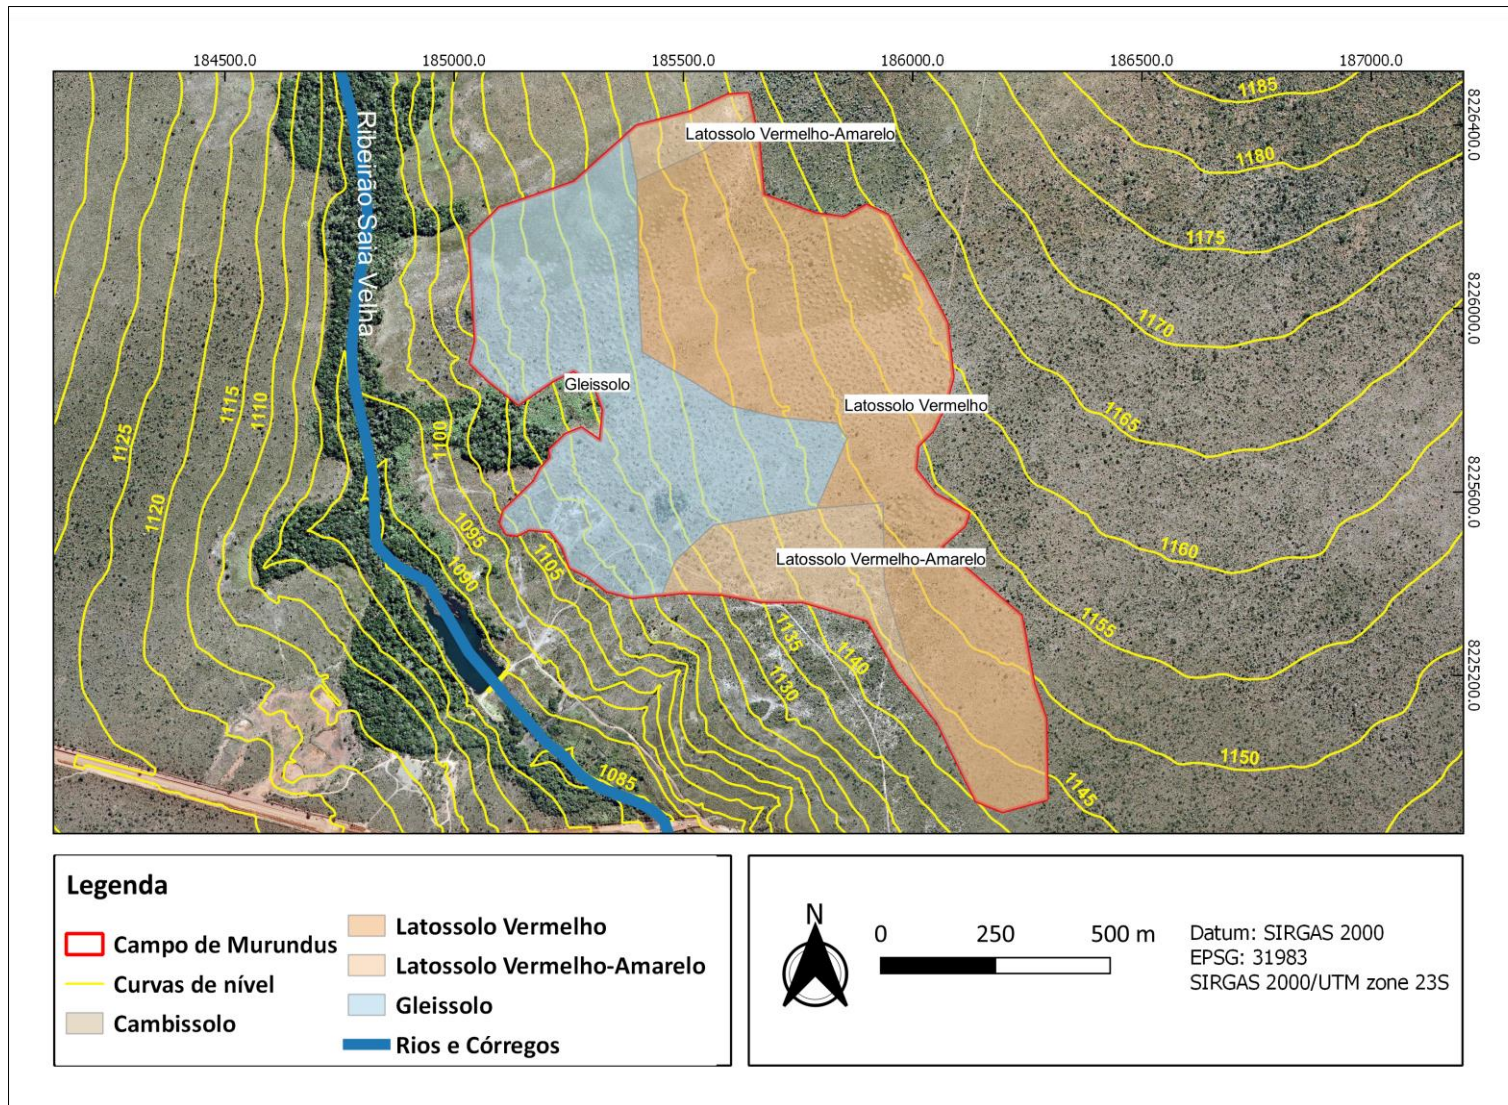 184500.0 185000.0 185500.0 186000.0 186500.0 187000.0
8226400.0
8226000.0
8225600.0
8225200.0
Ribeirão Saia Velha
Latossolo Vermelho-Amarelo
Gleissolo
Latossolo Vermelho
Latossolo Vermelho-Amarelo
1185
1180
1175
1170
1165
1160
1155
1150
1145
1140
1135
1130
1125
1120
1115
1110
1105
1100
1095
1090
1085
Legenda
Campo de Murundus
Curvas de nível
Cambissolo
Latossolo Vermelho
Latossolo Vermelho-Amarelo
Gleissolo
Rios e Córregos
N
0 250 500 m
Datum: SIRGAS 2000
EPSG: 31983
SIRGAS 2000/UTM zone 23S